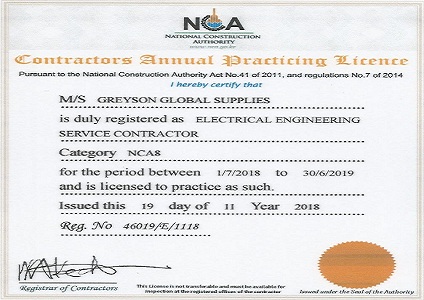 NCA
NATIONAL CONSTRUCTION
AUTHORITY
www.nca.go.ke
Contractors Annual Practicing Licence
Pursuant to the National Construction Authority Act No.41 of 2011, and regulations No.7 of 2014
I hereby certify that
M/S GREYSON GLOBAL SUPPLIES
is duly registered as ELECTRICAL ENGINEERING
SERVICE CONTRACTOR
Category NCA8
for the period between 1/7/2018 to 30/6/2019
and is licensed to practice as such.
Issued this 19 day of 11 Year 2018
Reg. No 46019/E/1118
Registrar of Contractors
This Licence is not transferable and must be available for
inspection at the registered offices of the contractor
Issued under the Seal of the Authority